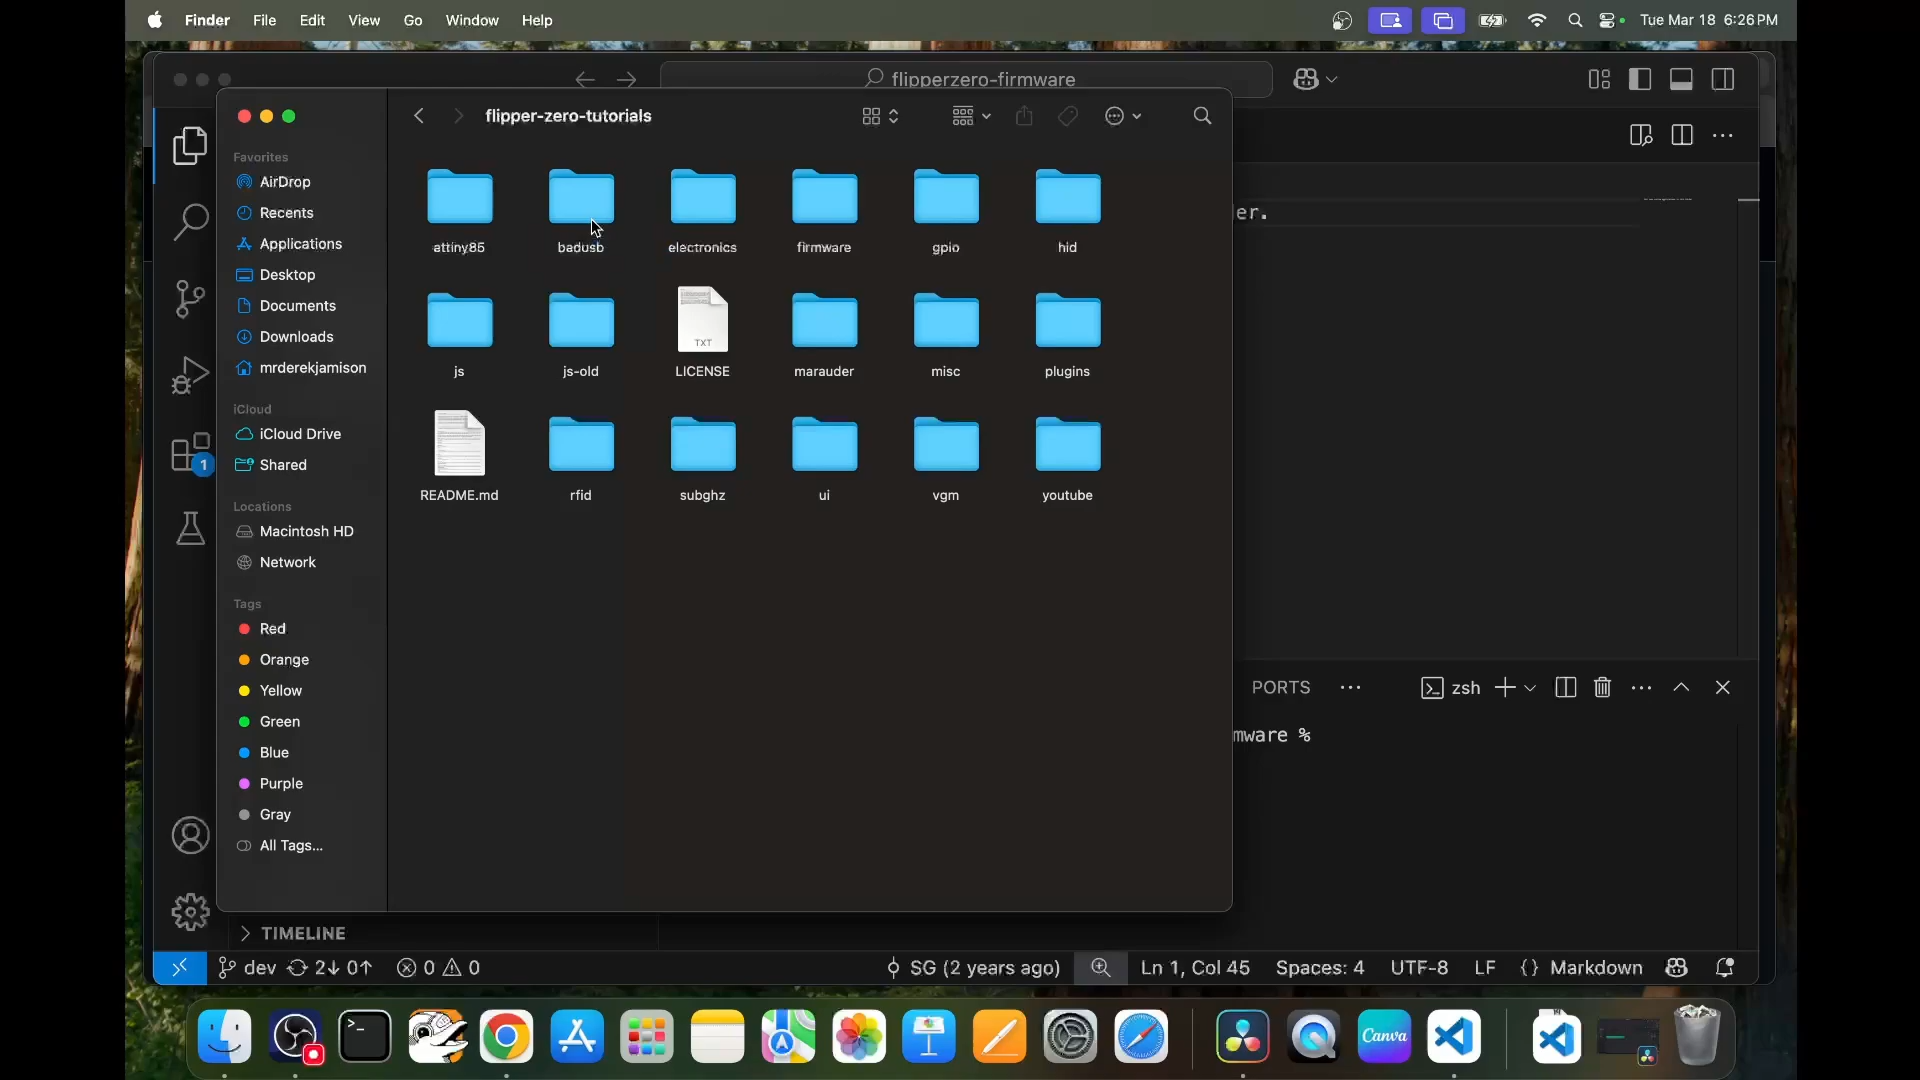 Finder File Edit View Go Window Help Tue Mar 18 6:26 PM
flipperzero-firmware
flipper-zero-tutorials
Favorites
AirDrop
Recents
Applications
Desktop
Documents
Downloads
mrderekjamison
iCloud
iCloud Drive
Shared
Locations
Macintosh HD
Network
Tags
Red
Orange
Yellow
Green
Blue
Purple
Gray
All Tags...
attiny85 badusb electronics firmware gpio hid
TXT
js js-old LICENSE marauder misc plugins
README.md rfid subghz ui vgm youtube
er.
1
PORTS zsh
mware %
TIMELINE
dev 2↓ 0↑ 0 0 SG (2 years ago) Ln 1, Col 45 Spaces: 4 UTF-8 LF {} Markdown
Canva